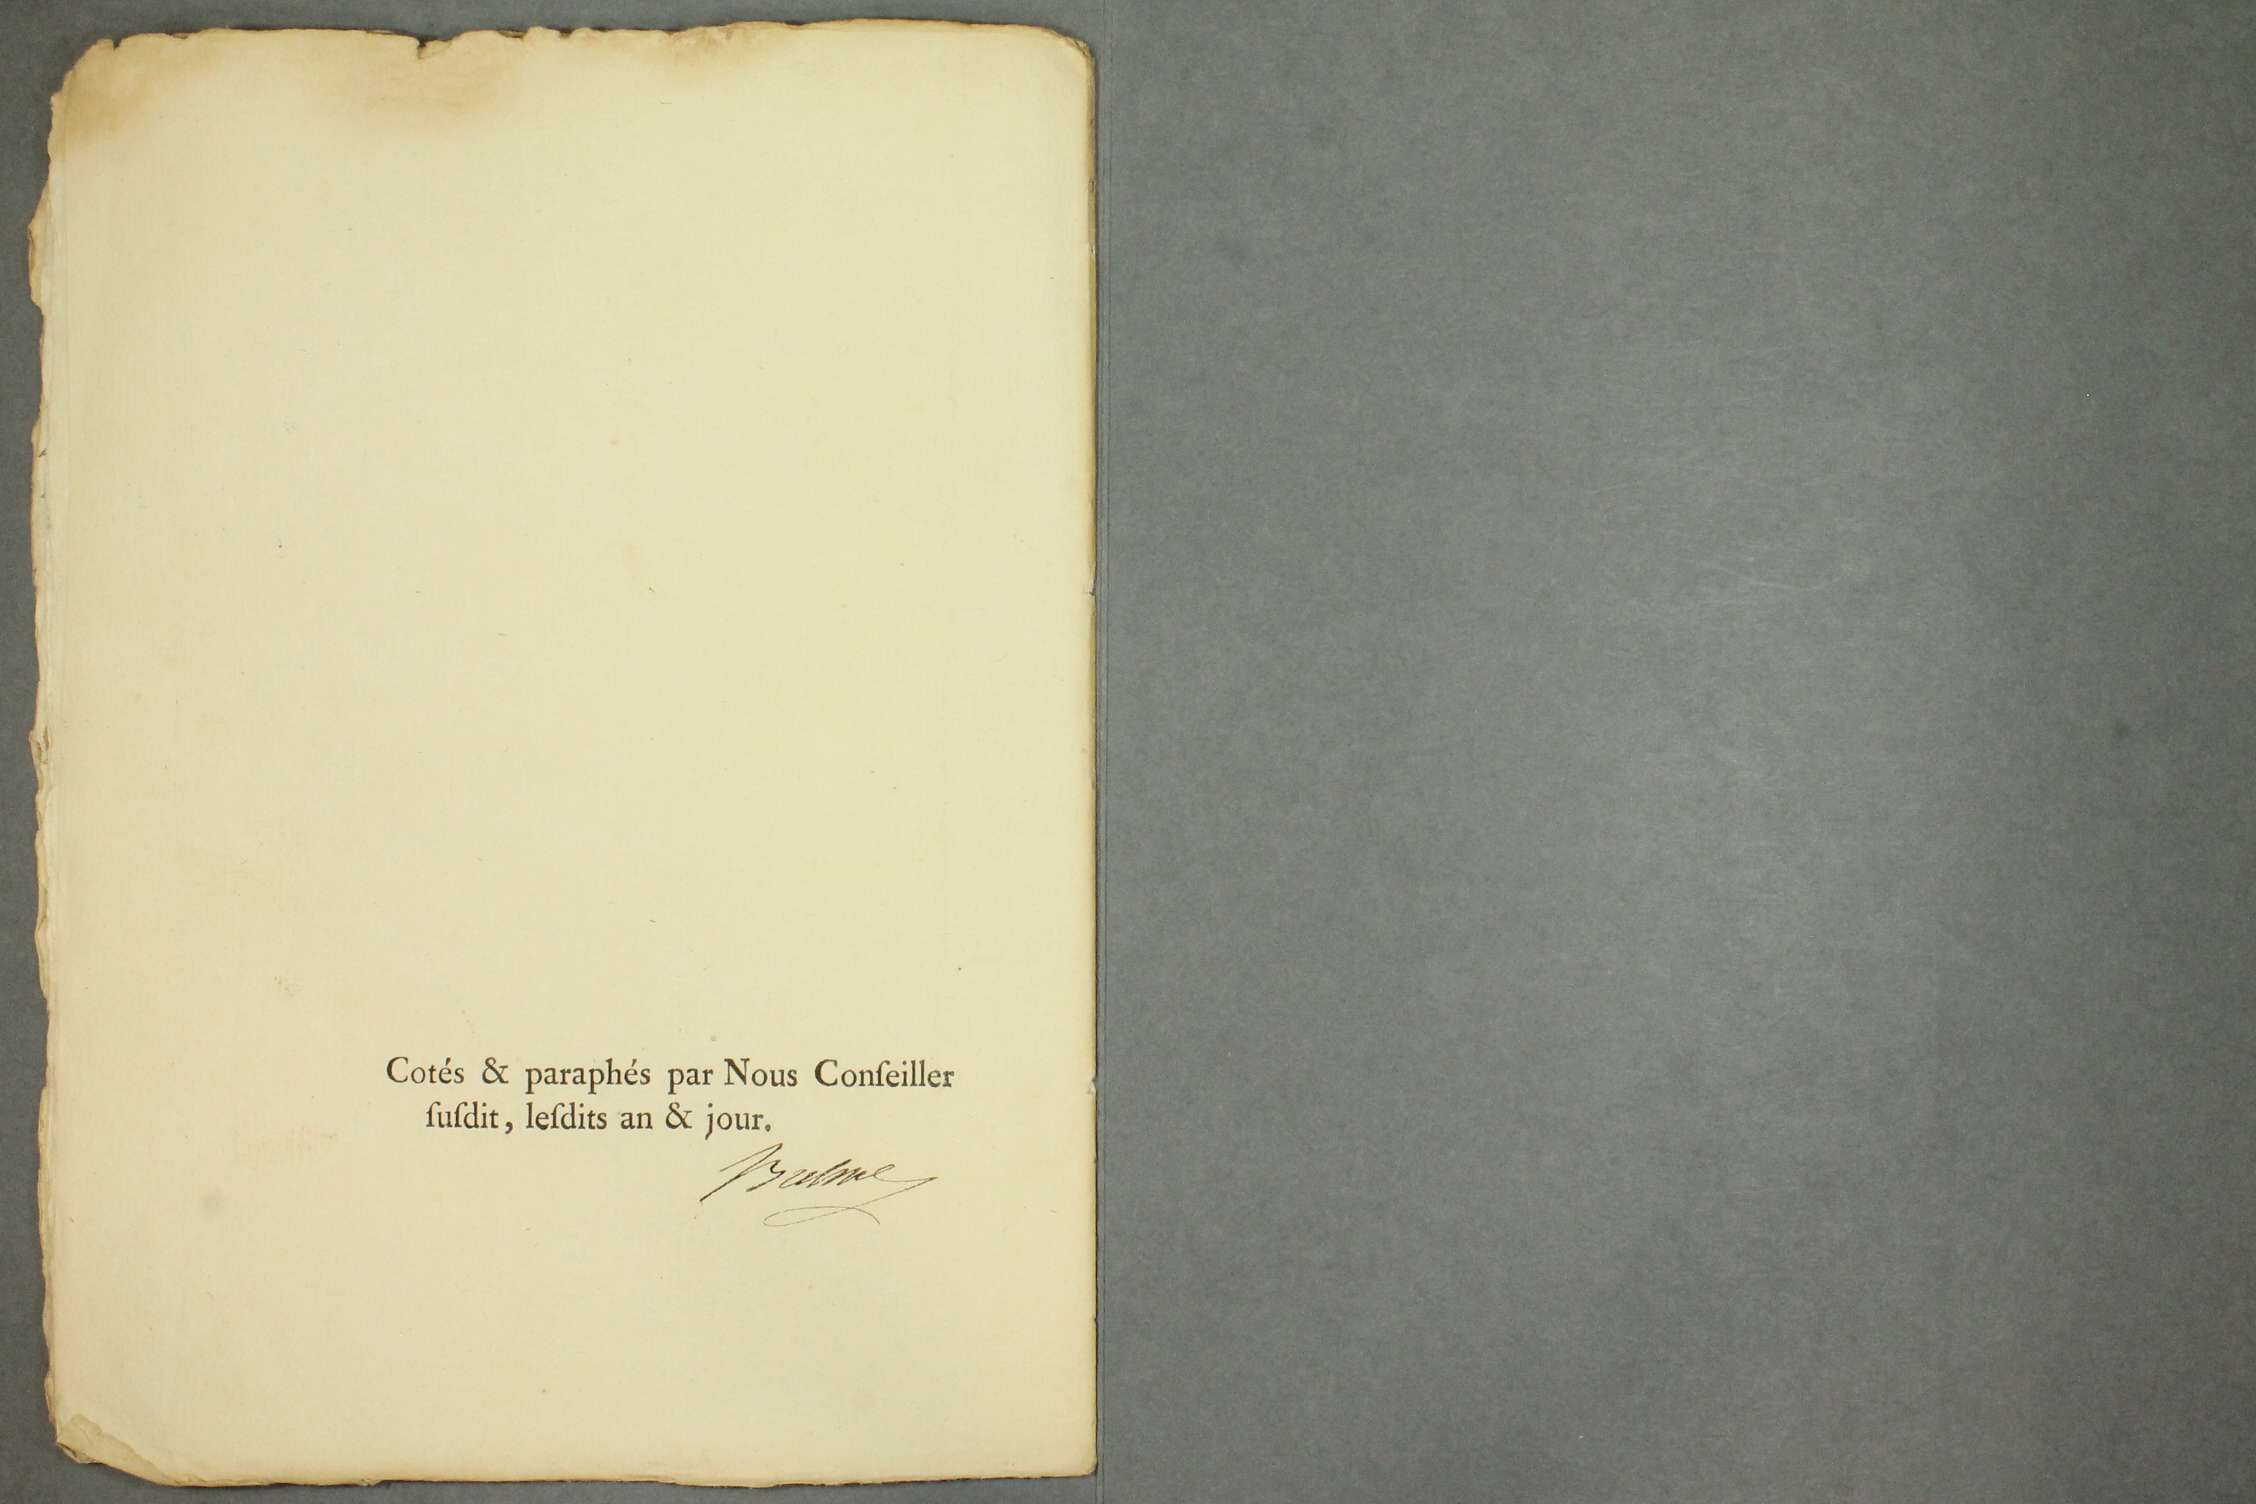 Cotés & paraphés par Nous Conſeiller
ſuſdit, leſdits an & jour.